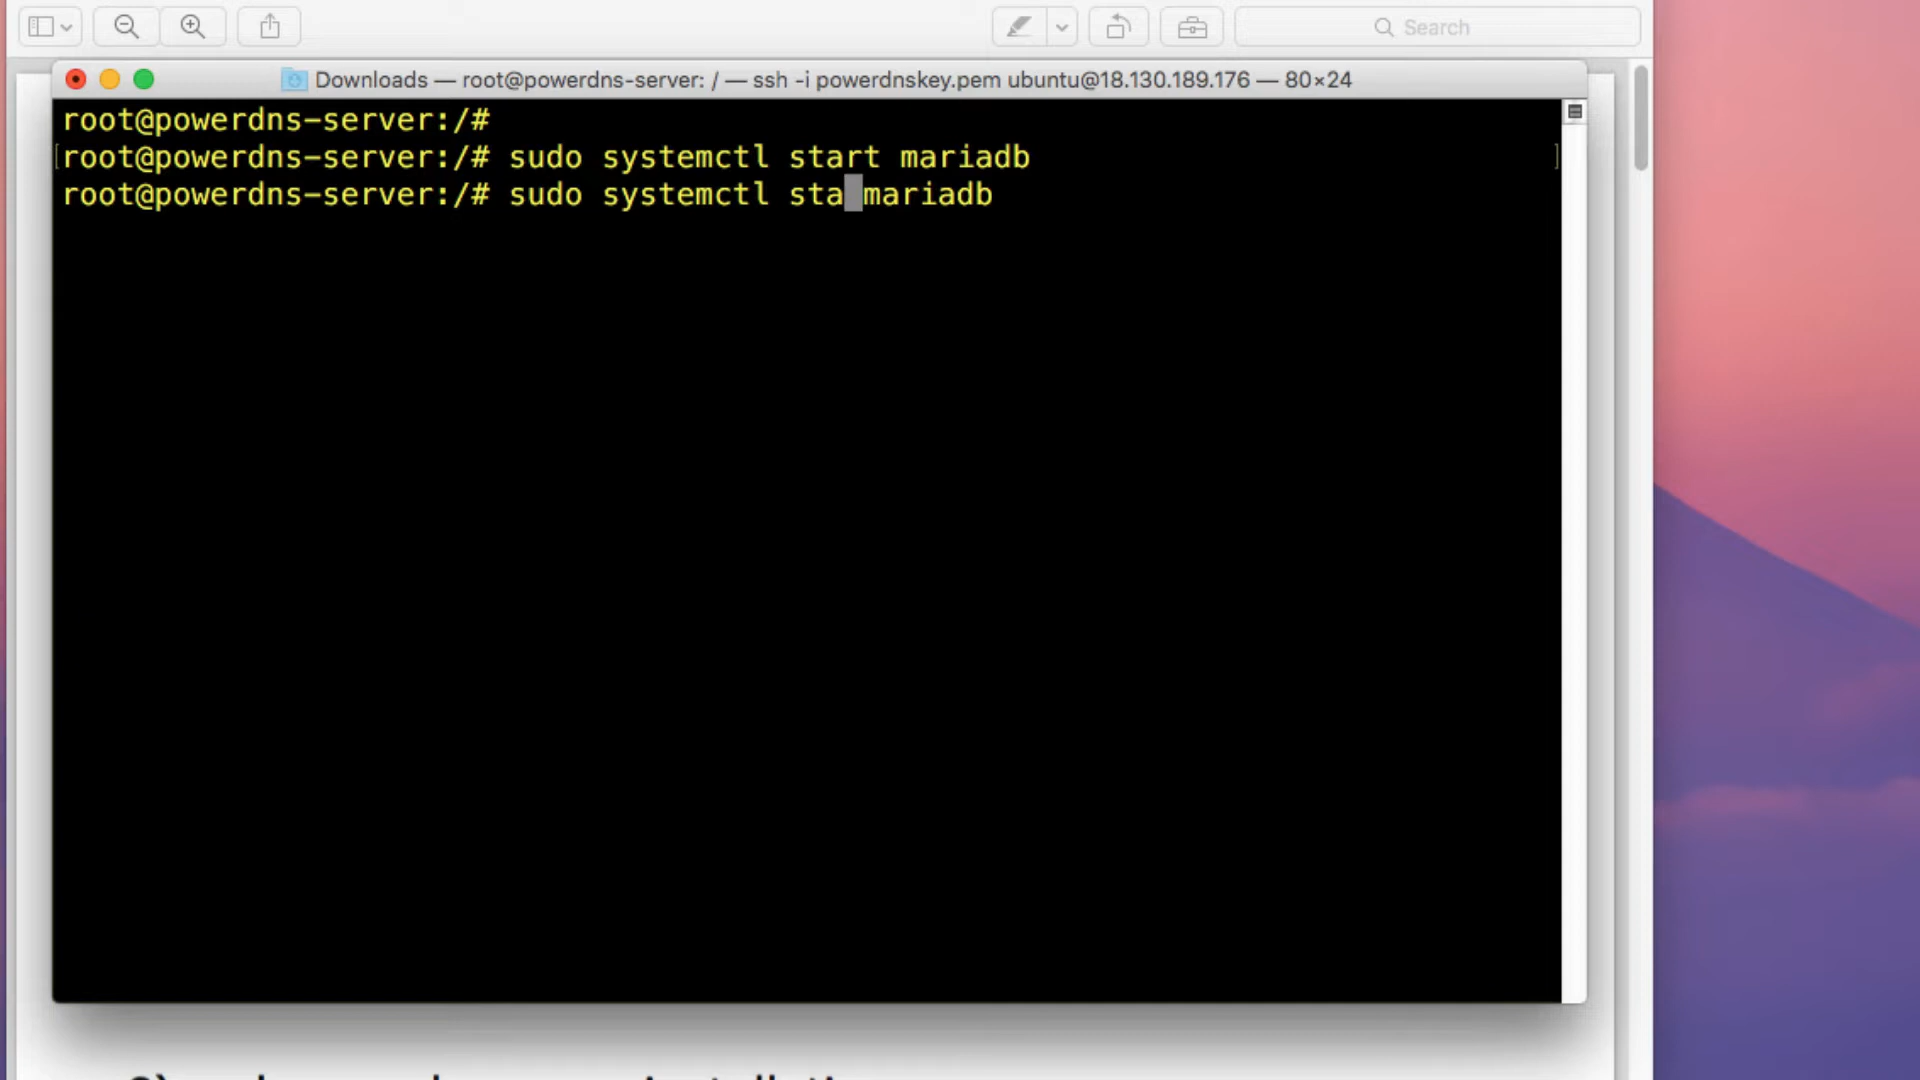 Search
Downloads — root@powerdns-server: / — ssh -i powerdnskey.pem ubuntu@18.130.189.176 — 80×24
root@powerdns-server:/#
root@powerdns-server:/# sudo systemctl start mariadb
root@powerdns-server:/# sudo systemctl sta mariadb